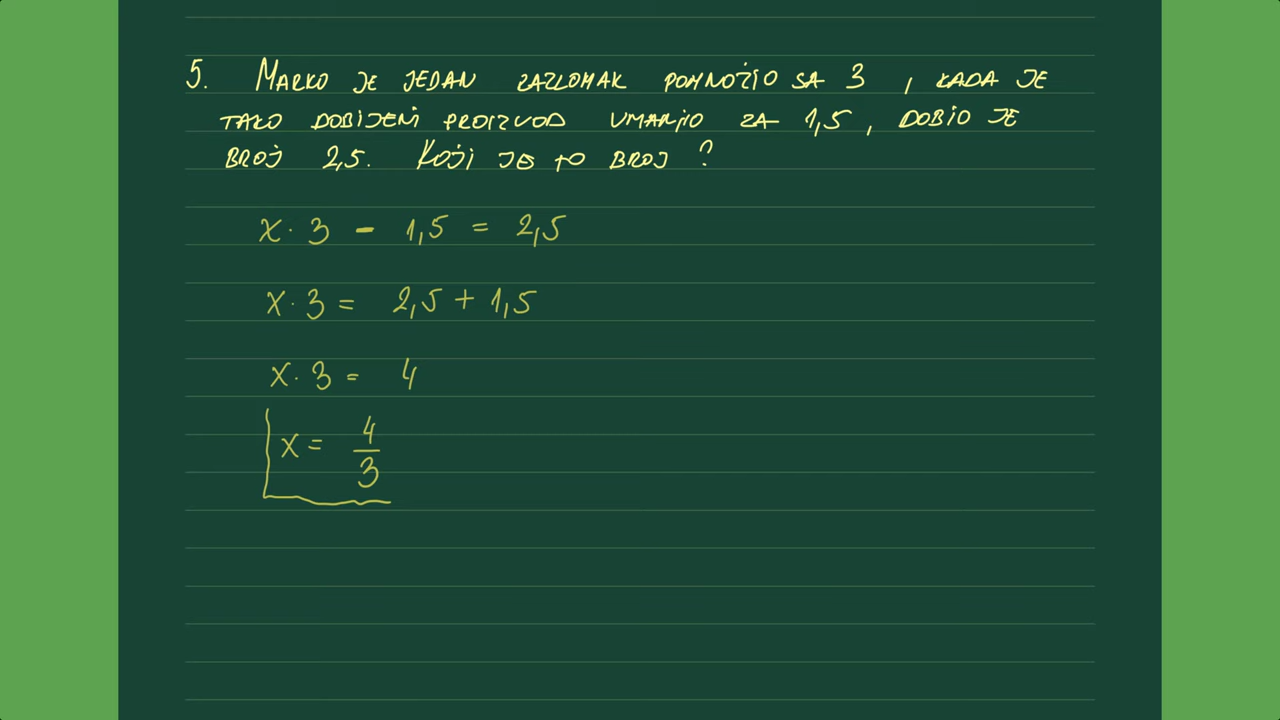 5. MARKO JE JEDAN RAZLOMAK POMNOŽIO SA 3, KADA JE
TAKO DOBIJENI PROIZVOD UMANJIO ZA 1,5, DOBIO JE
BROJ 2,5. KOJI JE TO BROJ?
x · 3 - 1,5 = 2,5
x · 3 = 2,5 + 1,5
x · 3 = 4
x = 4/3